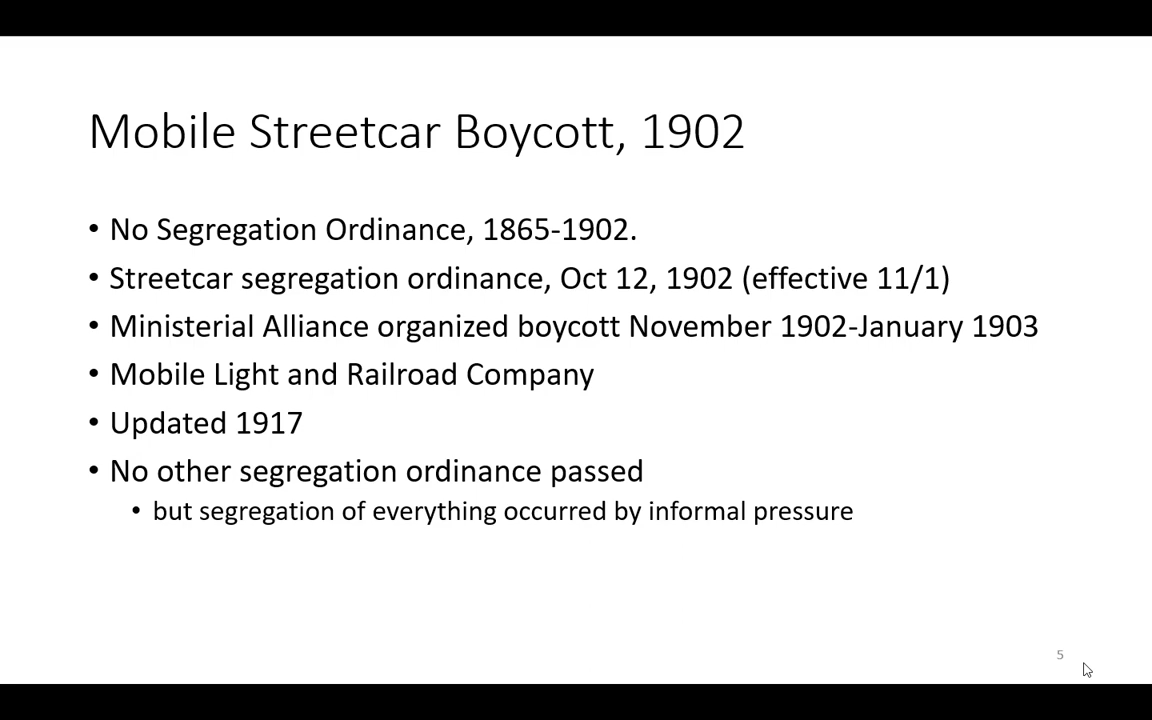 Mobile Streetcar Boycott, 1902
• No Segregation Ordinance, 1865-1902.
• Streetcar segregation ordinance, Oct 12, 1902 (effective 11/1)
• Ministerial Alliance organized boycott November 1902-January 1903
• Mobile Light and Railroad Company
• Updated 1917
• No other segregation ordinance passed
• but segregation of everything occurred by informal pressure
5